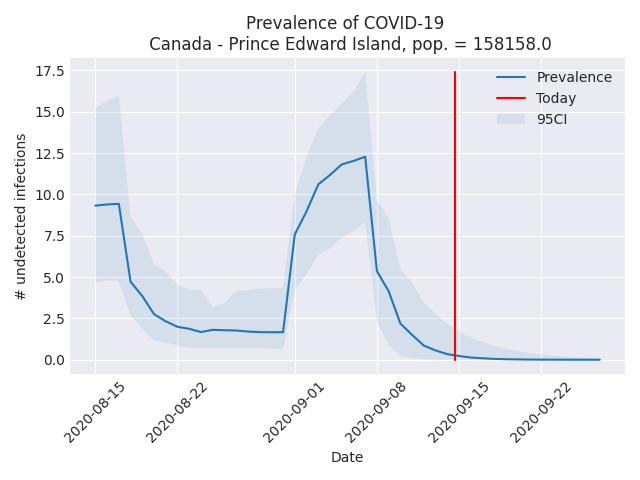 Prevalence of COVID-19
Canada - Prince Edward Island, pop. = 158158.0
Prevalence
Today
95CI
# undetected infections
17.5
15.0
12.5
10.0
7.5
5.0
2.5
0.0
2020-08-15
2020-08-22
2020-09-01
2020-09-08
2020-09-15
2020-09-22
Date